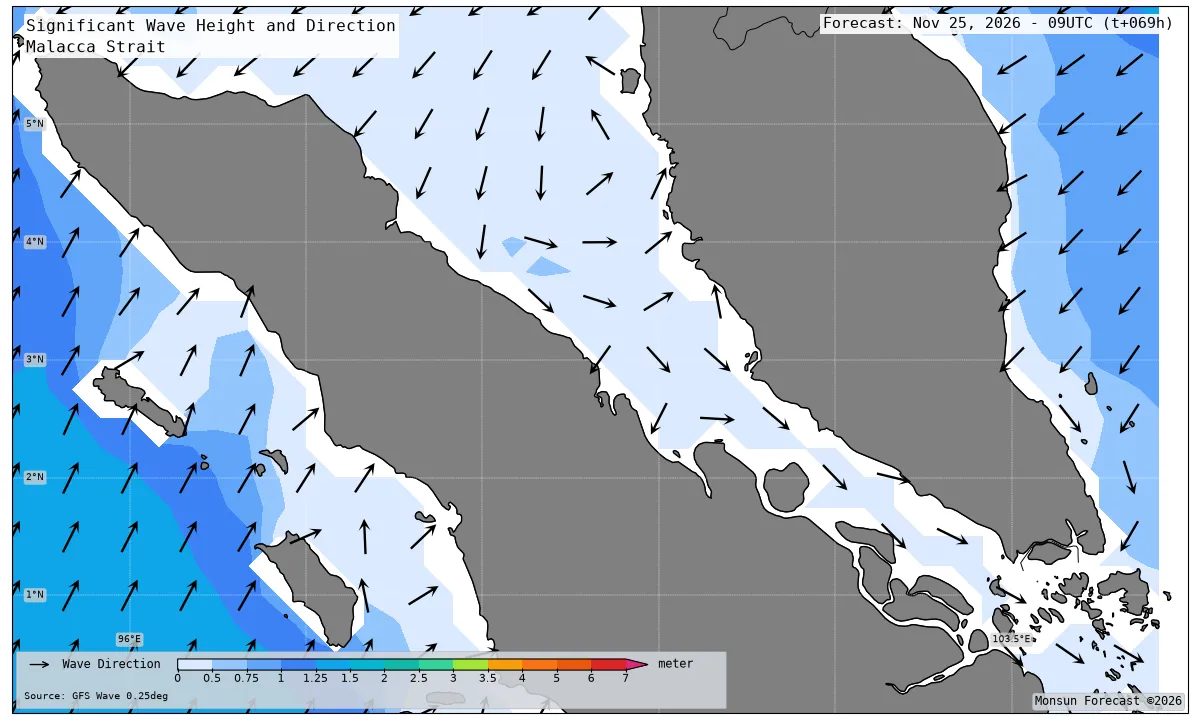 Significant Wave Height and Direction
Malacca Strait
Forecast: Nov 25, 2026 - 09UTC (t+069h)
5°N
4°N
3°N
2°N
1°N
96°E
103.5°E
Wave Direction
0 0.5 0.75 1 1.25 1.5 2 2.5 3 3.5 4 5 6 7
meter
Source: GFS Wave 0.25deg
Monsun Forecast ©2026